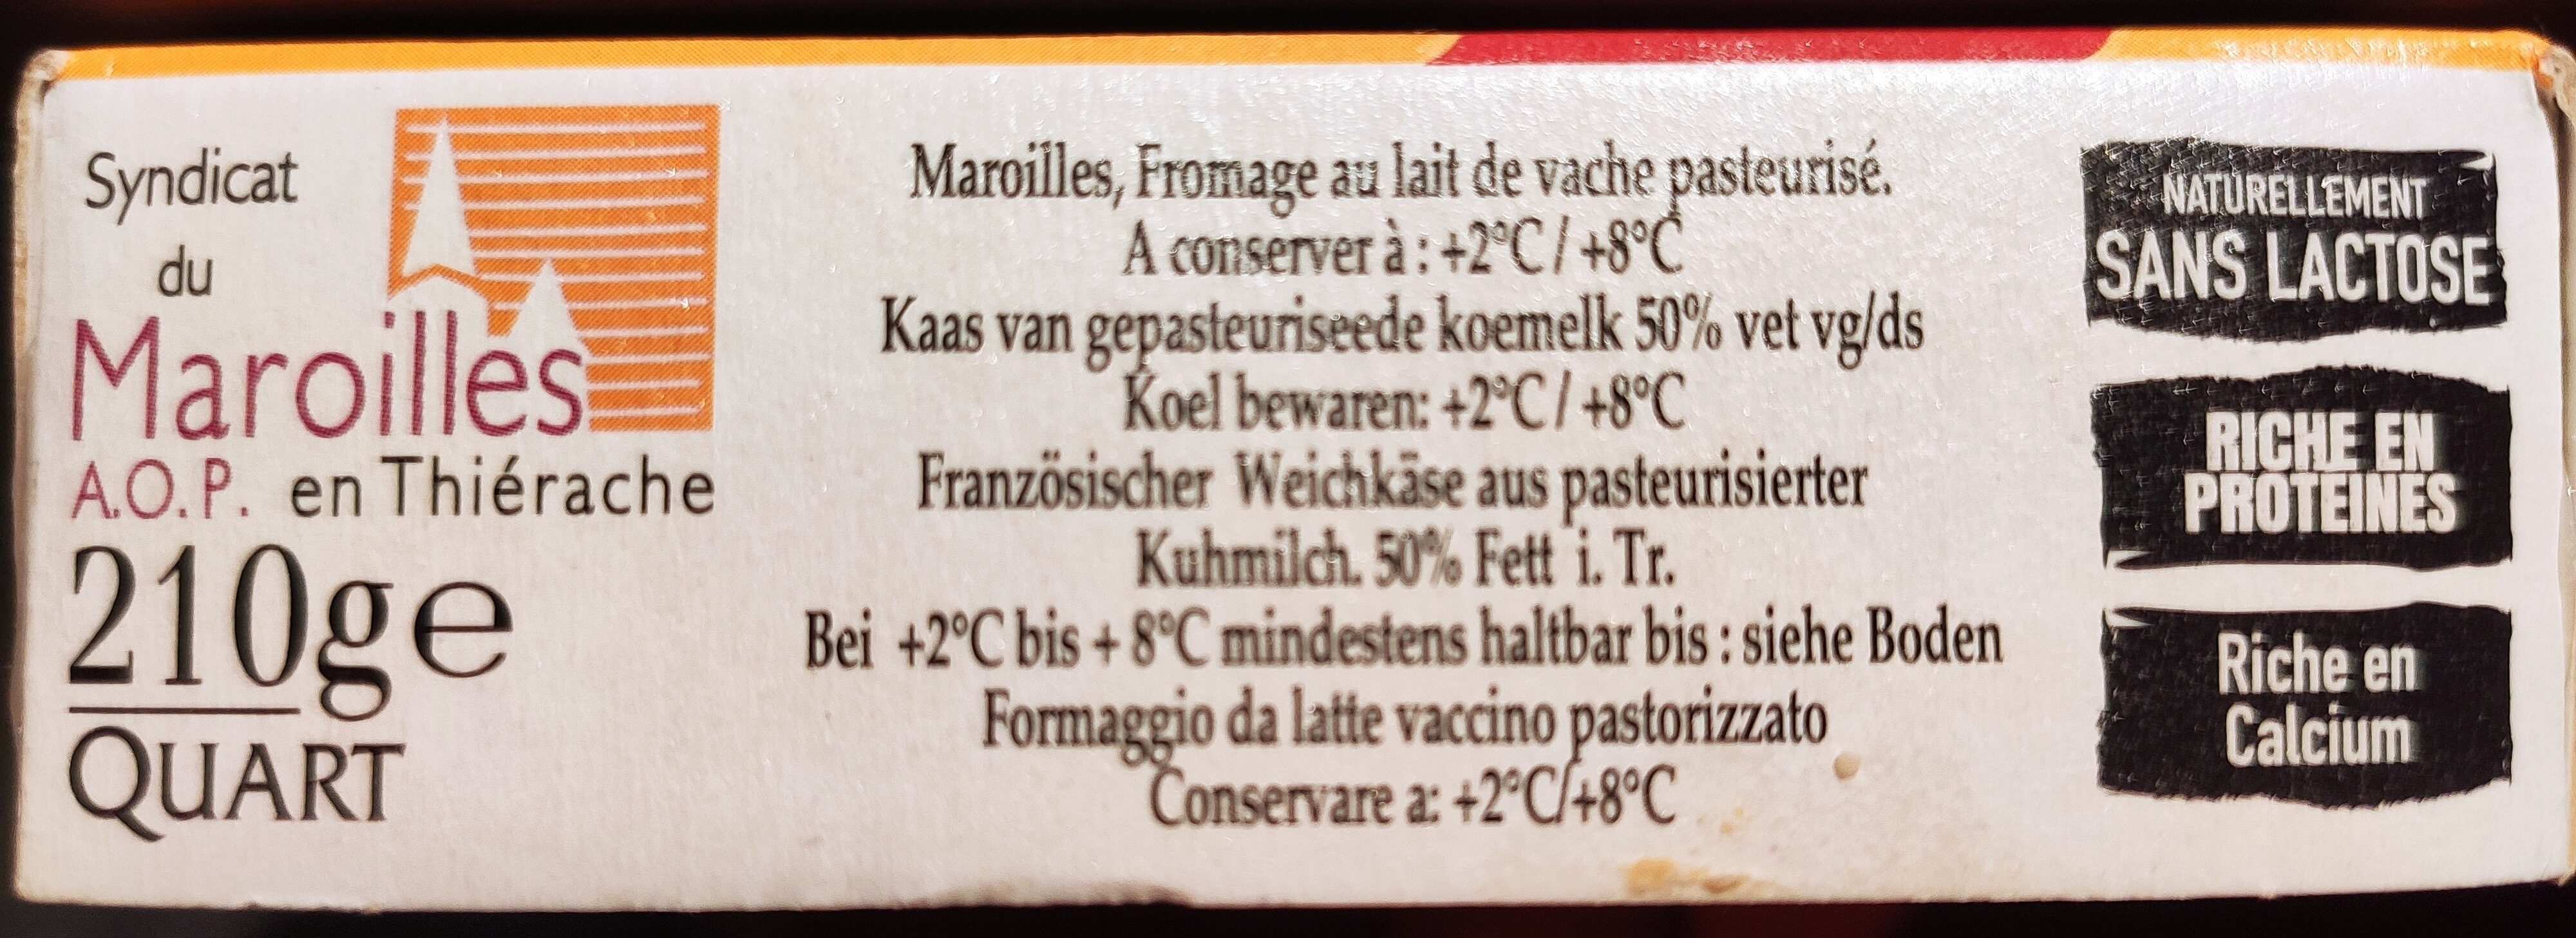 Syndicat
du
Maroilles
A.O.P. en Thiérache
210g℮
QUART
Maroilles, Fromage au lait de vache pasteurisé.
A conserver à : +2°C / +8°C
Kaas van gepasteuriseede koemelk 50% vet vg/ds
Koel bewaren: +2°C / +8°C
Französischer Weichkäse aus pasteurisierter
Kuhmilch. 50% Fett i. Tr.
Bei +2°C bis + 8°C mindestens haltbar bis : siehe Boden
Formaggio da latte vaccino pastorizzato
Conservare a: +2°C/+8°C
NATURELLEMENT
SANS LACTOSE
RICHE EN
PROTEINES
Riche en
Calcium